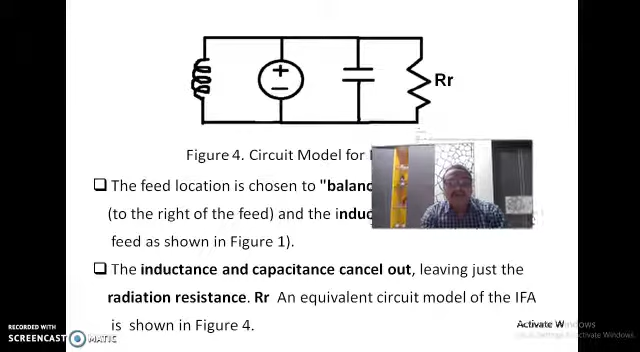 Rr
Figure 4. Circuit Model for
The feed location is chosen to "balanc
(to the right of the feed) and the induc
feed as shown in Figure 1).
The inductance and capacitance cancel out, leaving just the
radiation resistance. Rr An equivalent circuit model of the IFA
is shown in Figure 4.
Activate Windows
Activate Windows
RECORDED WITH
SCREENCAST MATIC